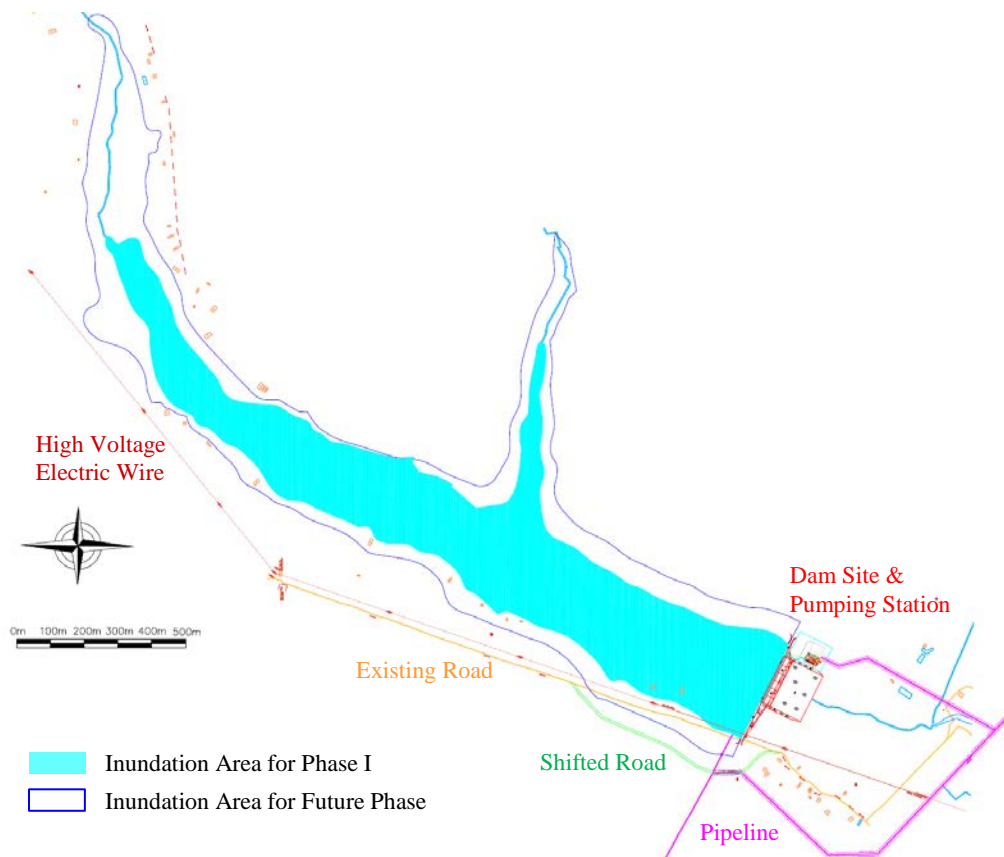 High Voltage
Electric Wire
Dam Site &
Pumping Station
0m 100m 200m 300m 400m 500m
Existing Road
Shifted Road
Inundation Area for Phase I
Inundation Area for Future Phase
Pipeline